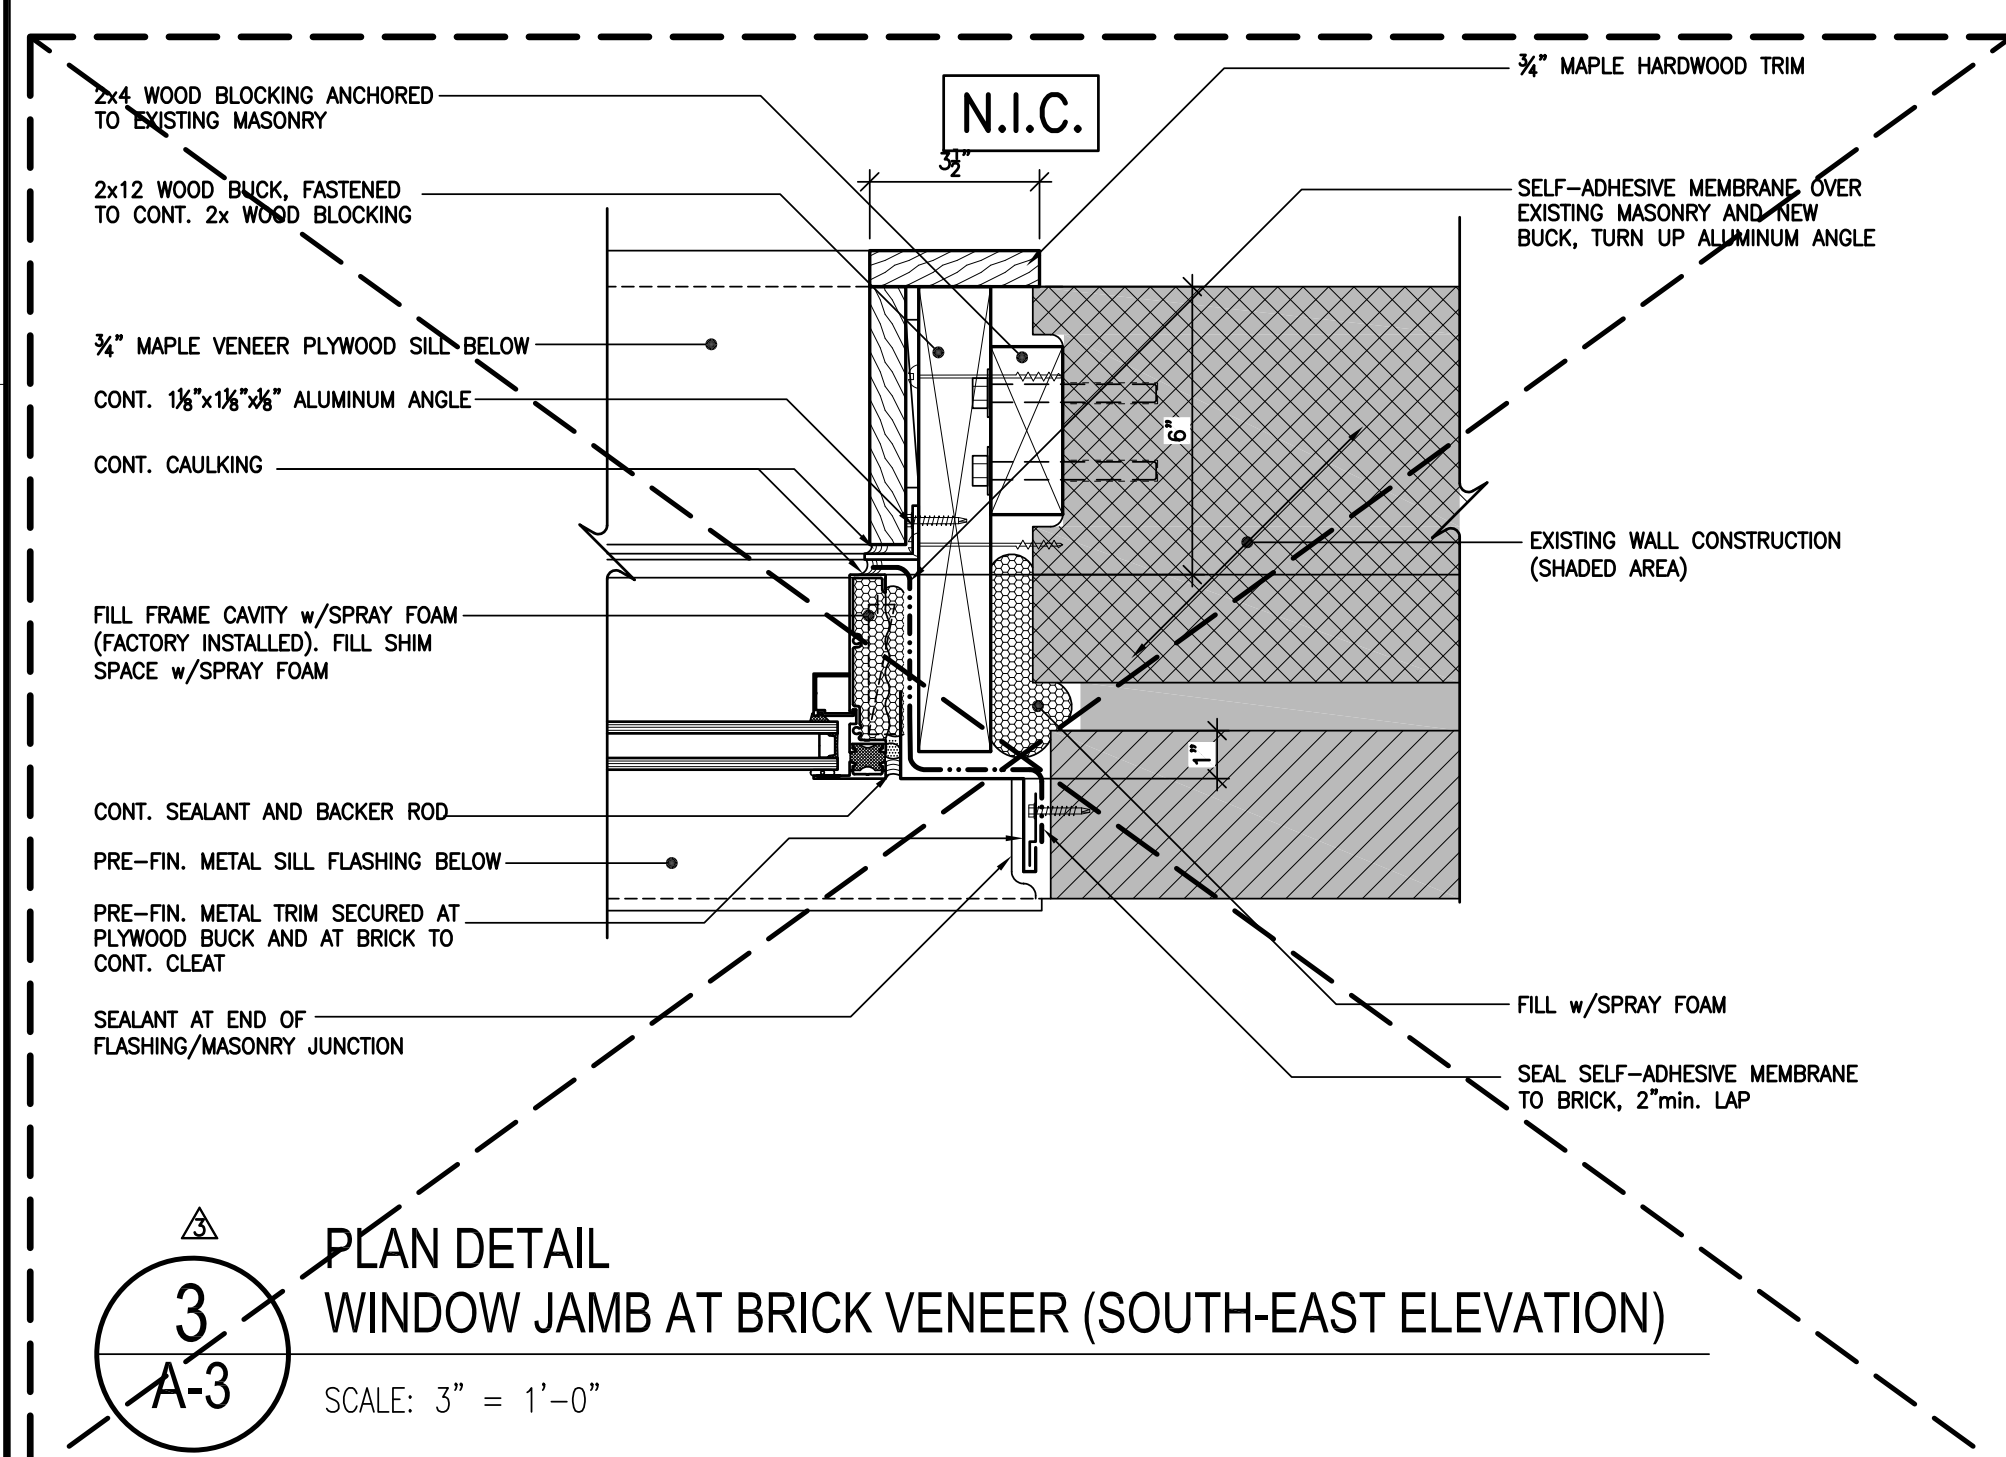 2x4 WOOD BLOCKING ANCHORED
TO EXISTING MASONRY
2x12 WOOD BUCK, FASTENED
TO CONT. 2x WOOD BLOCKING
¾" MAPLE VENEER PLYWOOD SILL BELOW
CONT. 1⅛"x1⅛"x⅛" ALUMINUM ANGLE
CONT. CAULKING
FILL FRAME CAVITY w/SPRAY FOAM
(FACTORY INSTALLED). FILL SHIM
SPACE w/SPRAY FOAM
CONT. SEALANT AND BACKER ROD
PRE-FIN. METAL SILL FLASHING BELOW
PRE-FIN. METAL TRIM SECURED AT
PLYWOOD BUCK AND AT BRICK TO
CONT. CLEAT
SEALANT AT END OF
FLASHING/MASONRY JUNCTION
N.I.C.
3½"
6"
1"
¾" MAPLE HARDWOOD TRIM
SELF-ADHESIVE MEMBRANE OVER
EXISTING MASONRY AND NEW
BUCK, TURN UP ALUMINUM ANGLE
EXISTING WALL CONSTRUCTION
(SHADED AREA)
FILL w/SPRAY FOAM
SEAL SELF-ADHESIVE MEMBRANE
TO BRICK, 2"min. LAP
3
3
A-3
PLAN DETAIL
WINDOW JAMB AT BRICK VENEER (SOUTH-EAST ELEVATION)
SCALE: 3" = 1'-0"